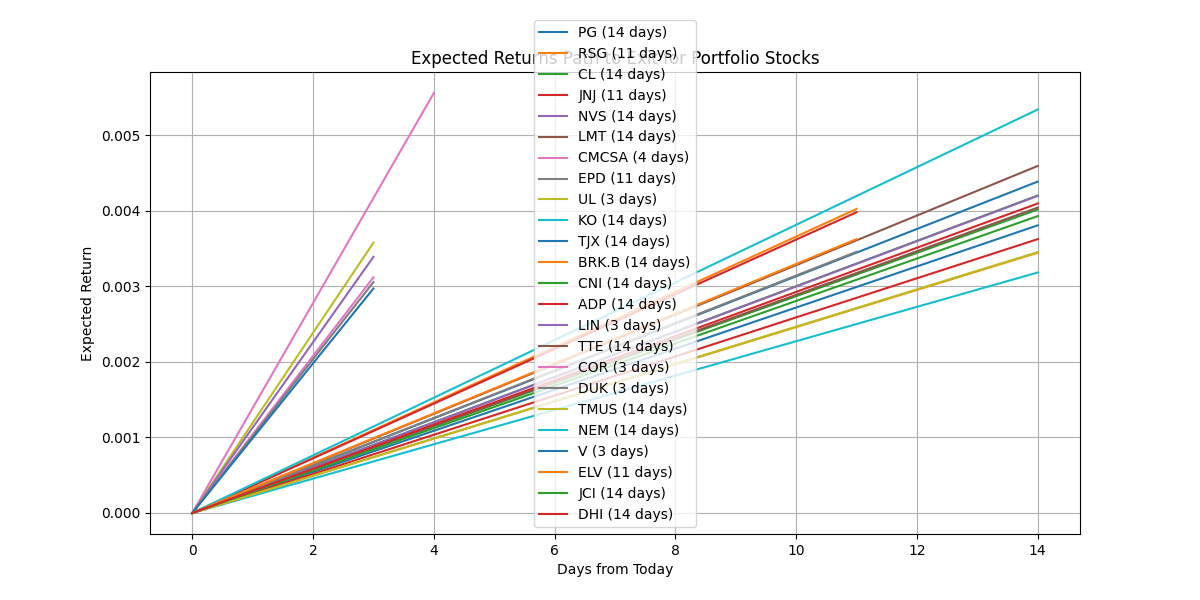 Expected Returns Path to Exit for Portfolio Stocks
PG (14 days)
RSG (11 days)
CL (14 days)
JNJ (11 days)
NVS (14 days)
LMT (14 days)
CMCSA (4 days)
EPD (11 days)
UL (3 days)
KO (14 days)
TJX (14 days)
BRK.B (14 days)
CNI (14 days)
ADP (14 days)
LIN (3 days)
TTE (14 days)
COR (3 days)
DUK (3 days)
TMUS (14 days)
NEM (14 days)
V (3 days)
ELV (11 days)
JCI (14 days)
DHI (14 days)
Expected Return
0.005
0.004
0.003
0.002
0.001
0.000
0 2 4 6 8 10 12 14
Days from Today